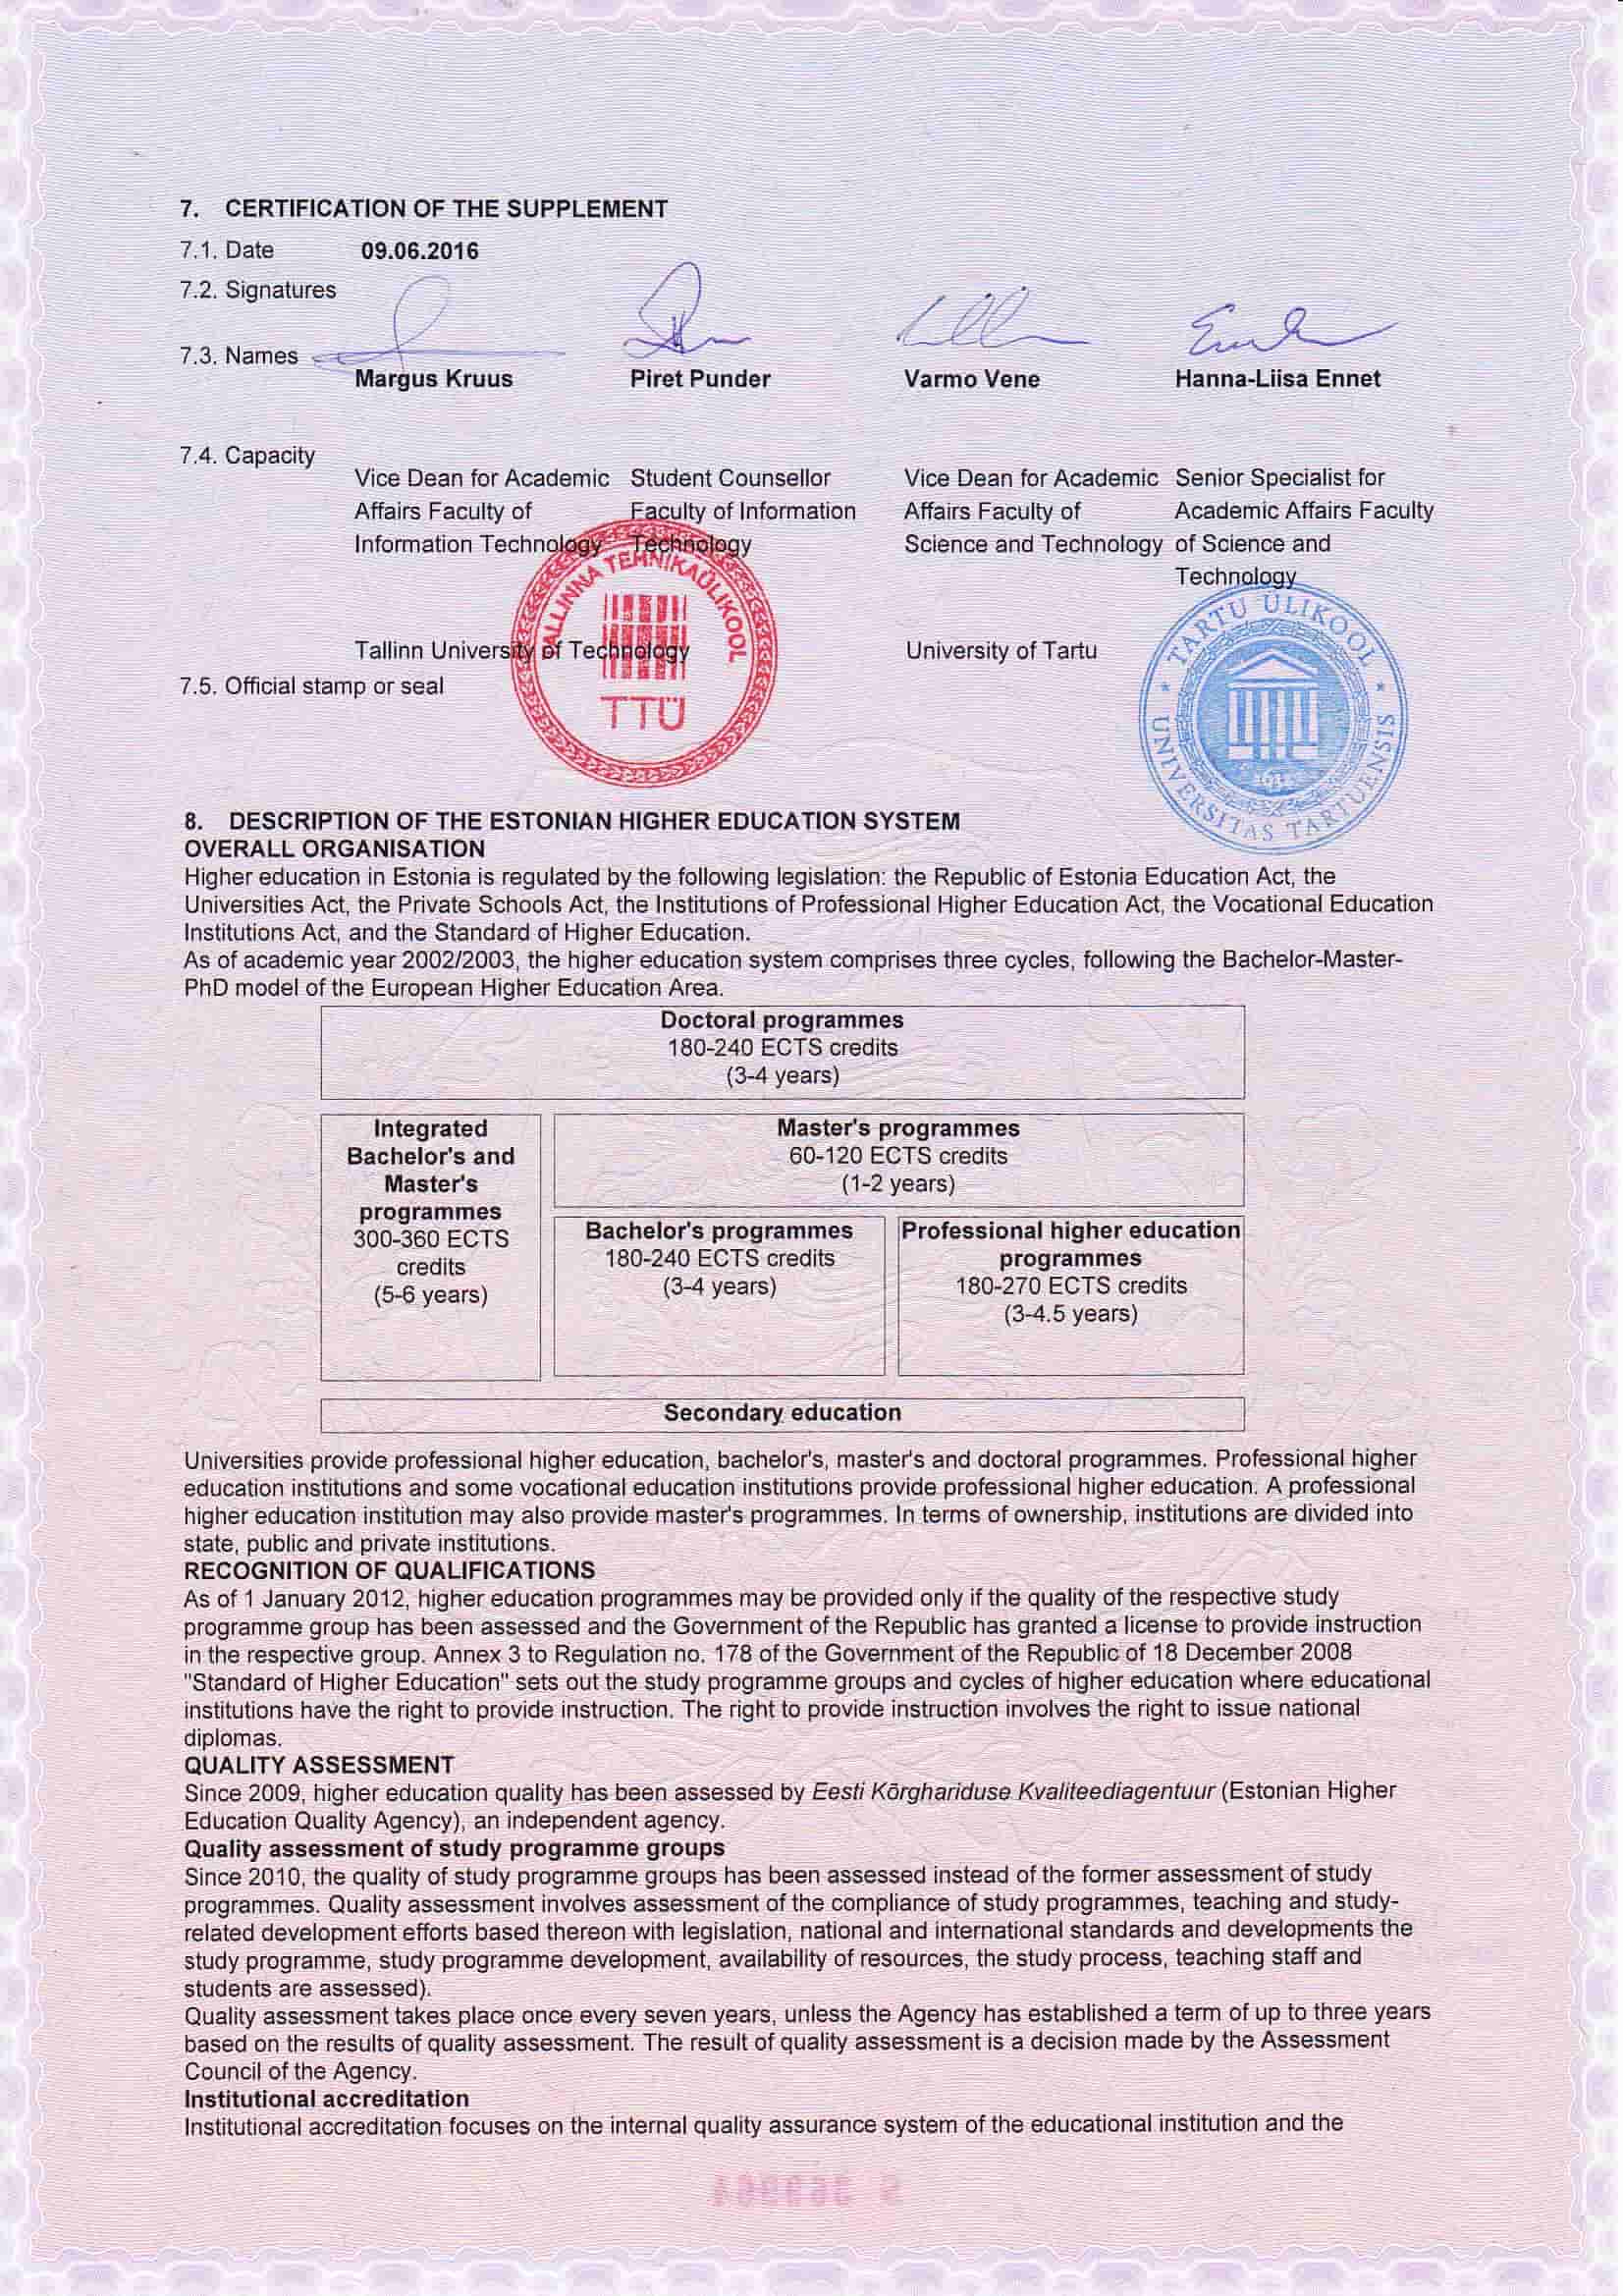 7. CERTIFICATION OF THE SUPPLEMENT
7.1. Date 09.06.2016
7.2. Signatures
7.3. Names
Margus Kruus Piret Punder Varmo Vene Hanna-Liisa Ennet
7.4. Capacity
Vice Dean for Academic Student Counsellor Vice Dean for Academic Senior Specialist for
Affairs Faculty of Faculty of Information Affairs Faculty of Academic Affairs Faculty
Information Technology Technology Science and Technology of Science and
Technology
TALLINNA TEHNIKAÜLIKOOL
TTÜ
TARTU ÜLIKOOL
UNIVERSITAS TARTUENSIS
Tallinn University of Technology University of Tartu
7.5. Official stamp or seal
8. DESCRIPTION OF THE ESTONIAN HIGHER EDUCATION SYSTEM
OVERALL ORGANISATION
Higher education in Estonia is regulated by the following legislation: the Republic of Estonia Education Act, the
Universities Act, the Private Schools Act, the Institutions of Professional Higher Education Act, the Vocational Education
Institutions Act, and the Standard of Higher Education.
As of academic year 2002/2003, the higher education system comprises three cycles, following the Bachelor-Master-
PhD model of the European Higher Education Area.
Doctoral programmes
180-240 ECTS credits
(3-4 years)
Integrated
Bachelor's and
Master's
programmes
300-360 ECTS
credits
(5-6 years)
Master's programmes
60-120 ECTS credits
(1-2 years)
Bachelor's programmes
180-240 ECTS credits
(3-4 years)
Professional higher education
programmes
180-270 ECTS credits
(3-4.5 years)
Secondary education
Universities provide professional higher education, bachelor's, master's and doctoral programmes. Professional higher
education institutions and some vocational education institutions provide professional higher education. A professional
higher education institution may also provide master's programmes. In terms of ownership, institutions are divided into
state, public and private institutions.
RECOGNITION OF QUALIFICATIONS
As of 1 January 2012, higher education programmes may be provided only if the quality of the respective study
programme group has been assessed and the Government of the Republic has granted a license to provide instruction
in the respective group. Annex 3 to Regulation no. 178 of the Government of the Republic of 18 December 2008
"Standard of Higher Education" sets out the study programme groups and cycles of higher education where educational
institutions have the right to provide instruction. The right to provide instruction involves the right to issue national
diplomas.
QUALITY ASSESSMENT
Since 2009, higher education quality has been assessed by Eesti Kõrghariduse Kvaliteediagentuur (Estonian Higher
Education Quality Agency), an independent agency.
Quality assessment of study programme groups
Since 2010, the quality of study programme groups has been assessed instead of the former assessment of study
programmes. Quality assessment involves assessment of the compliance of study programmes, teaching and study-
related development efforts based thereon with legislation, national and international standards and developments the
study programme, study programme development, availability of resources, the study process, teaching staff and
students are assessed).
Quality assessment takes place once every seven years, unless the Agency has established a term of up to three years
based on the results of quality assessment. The result of quality assessment is a decision made by the Assessment
Council of the Agency.
Institutional accreditation
Institutional accreditation focuses on the internal quality assurance system of the educational institution and the